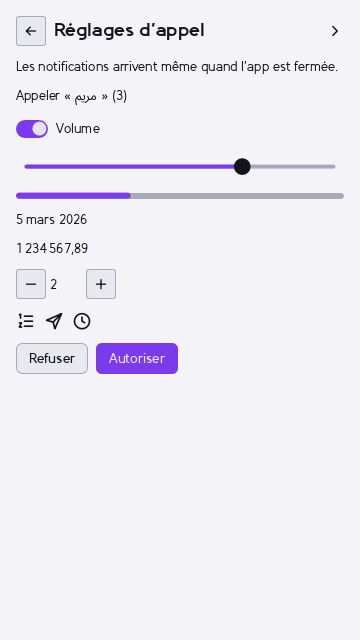 Réglages d’appel
Les notifications arrivent même quand l’app est fermée.
Appeler « مريم » (3)
Volume
5 mars 2026
1 234 567,89
2
Refuser
Autoriser